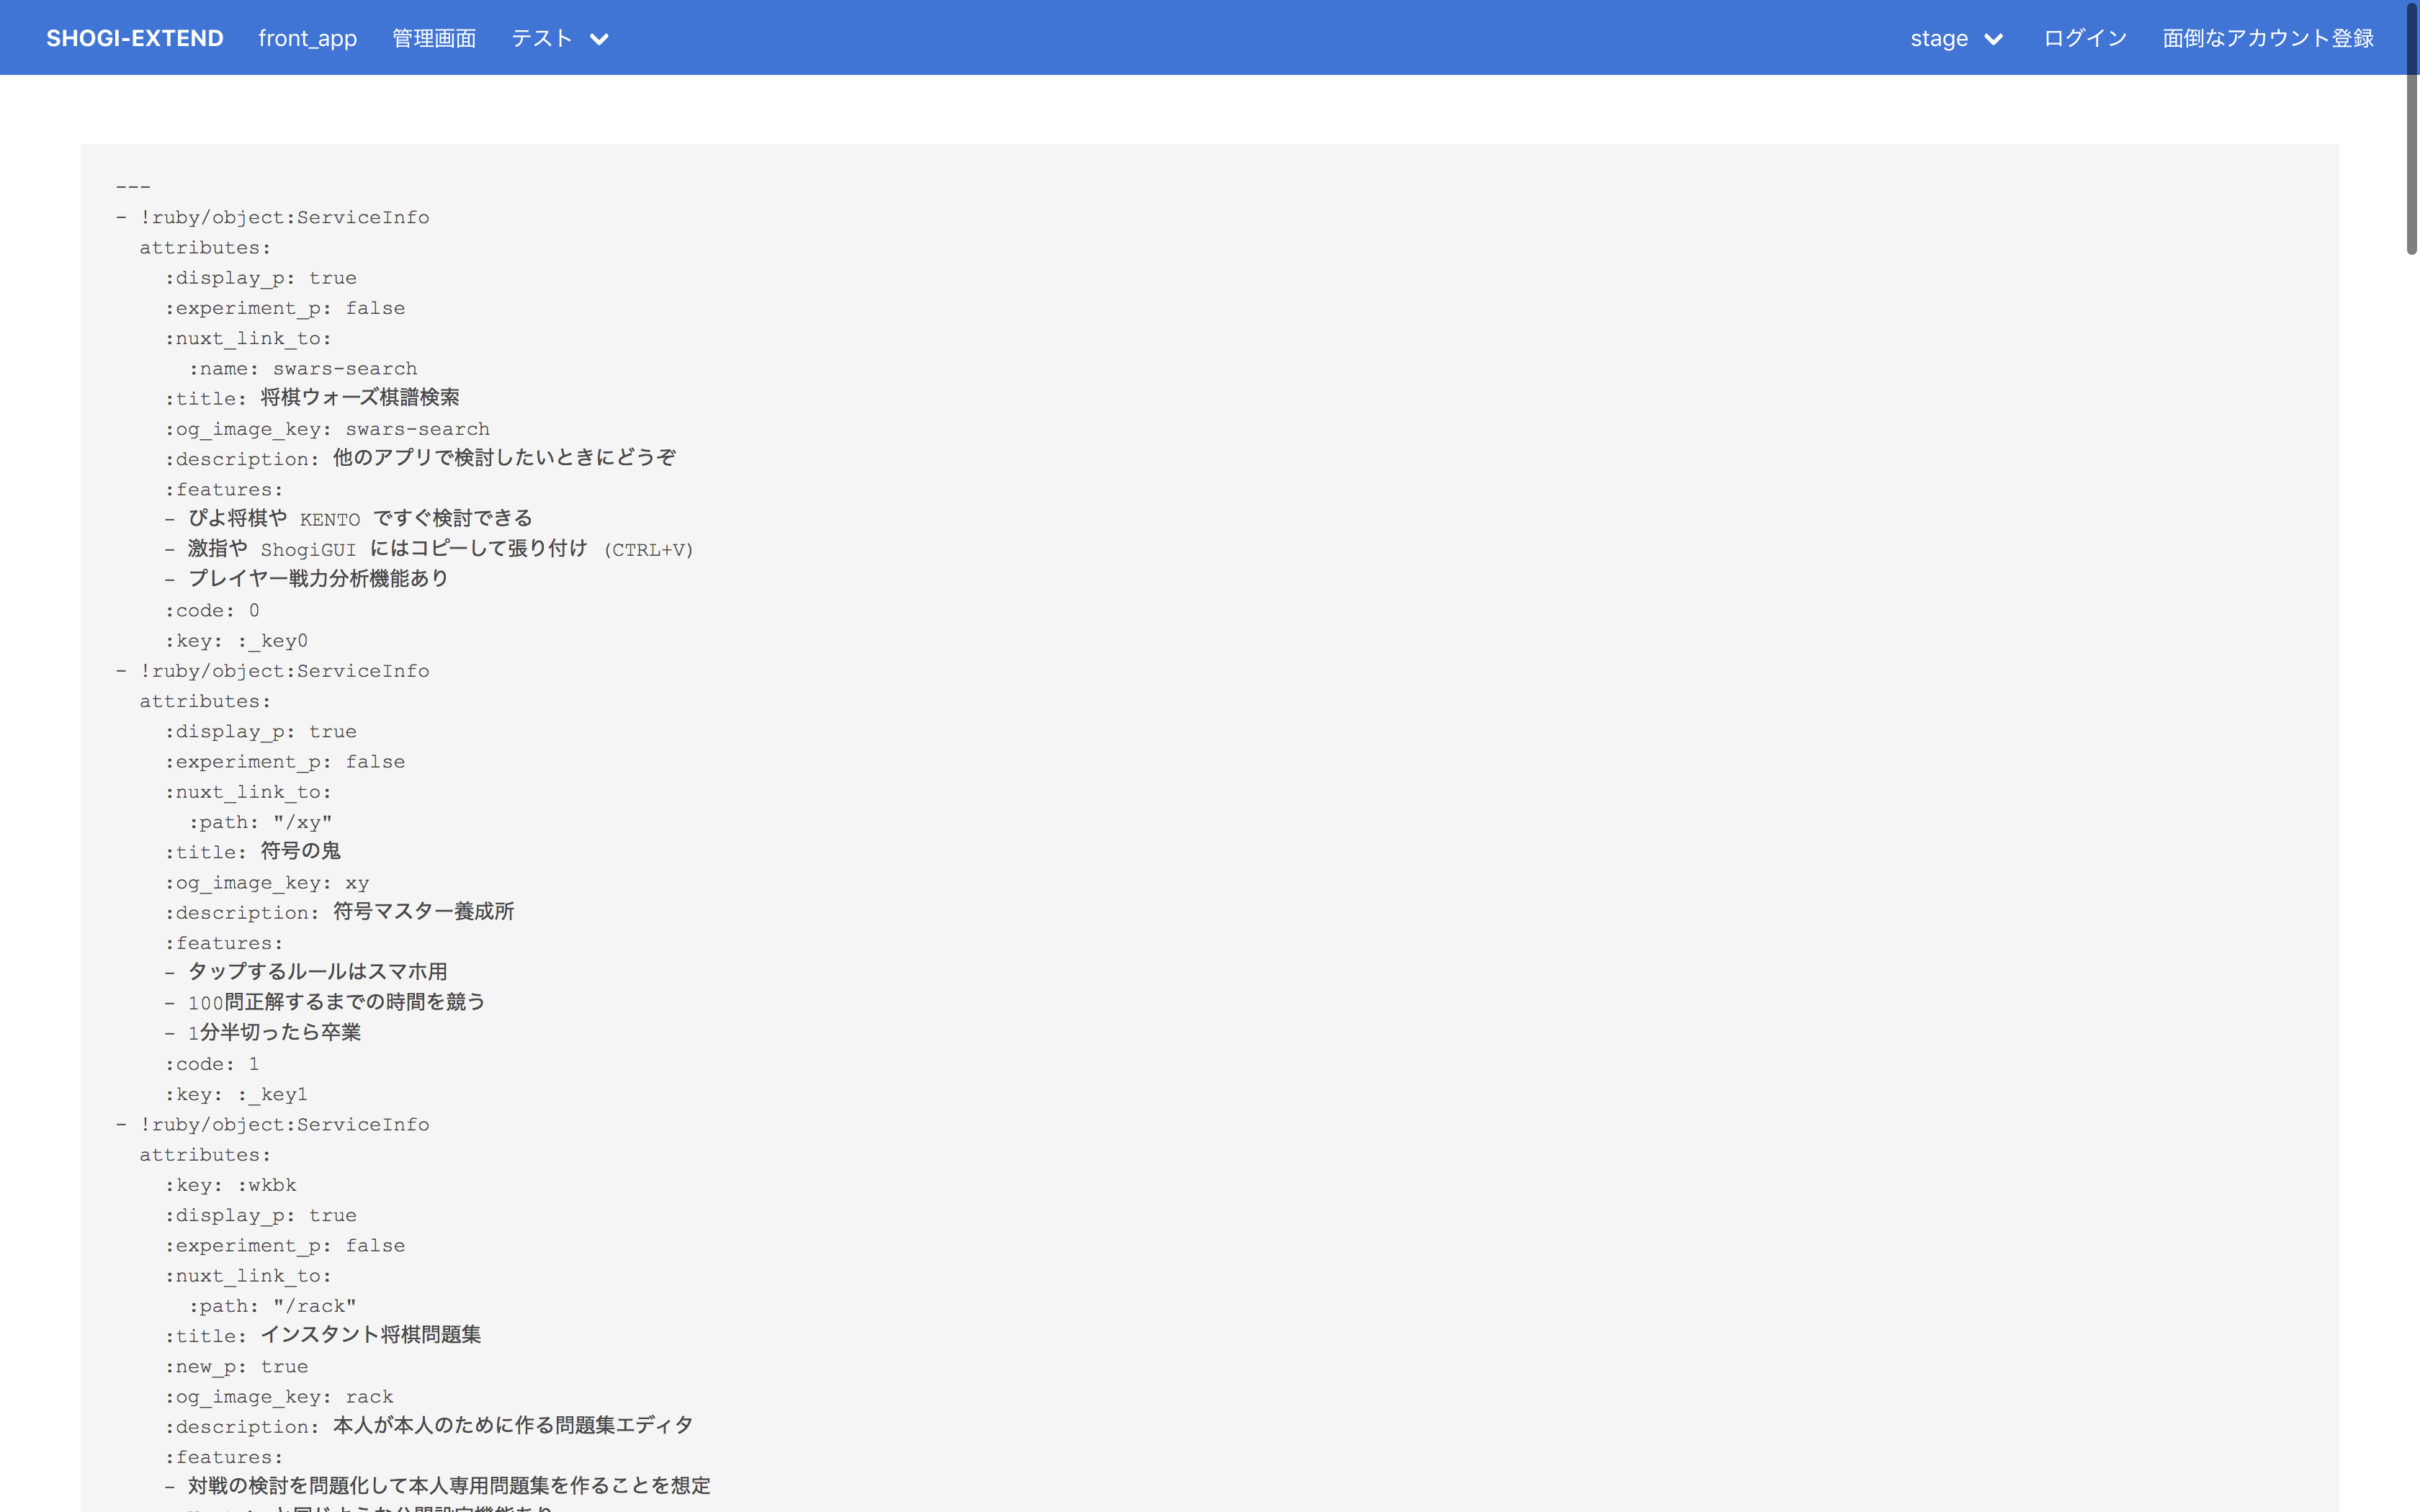 SHOGI-EXTEND front_app 管理画面 テスト stage ログイン 面倒なアカウント登録
---
- !ruby/object:ServiceInfo
  attributes:
    :display_p: true
    :experiment_p: false
    :nuxt_link_to:
      :name: swars-search
    :title: 将棋ウォーズ棋譜検索
    :og_image_key: swars-search
    :description: 他のアプリで検討したいときにどうぞ
    :features:
    - ぴよ将棋や KENTO ですぐ検討できる
    - 激指や ShogiGUI にはコピーして張り付け (CTRL+V)
    - プレイヤー戦力分析機能あり
    :code: 0
    :key: :_key0
- !ruby/object:ServiceInfo
  attributes:
    :display_p: true
    :experiment_p: false
    :nuxt_link_to:
      :path: "/xy"
    :title: 符号の鬼
    :og_image_key: xy
    :description: 符号マスター養成所
    :features:
    - タップするルールはスマホ用
    - 100問正解するまでの時間を競う
    - 1分半切ったら卒業
    :code: 1
    :key: :_key1
- !ruby/object:ServiceInfo
  attributes:
    :key: :wkbk
    :display_p: true
    :experiment_p: false
    :nuxt_link_to:
      :path: "/rack"
    :title: インスタント将棋問題集
    :new_p: true
    :og_image_key: rack
    :description: 本人が本人のために作る問題集エディタ
    :features:
    - 対戦の検討を問題化して本人専用問題集を作ることを想定